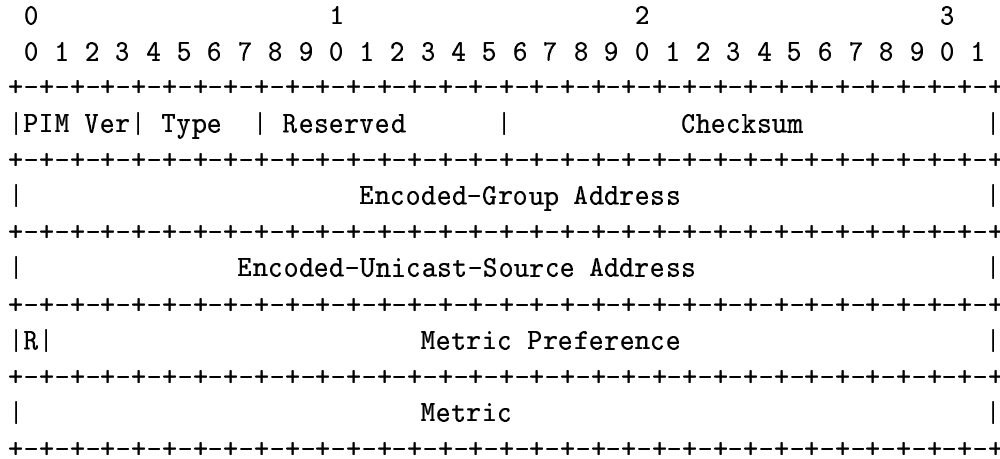 0 1 2 3
0 1 2 3 4 5 6 7 8 9 0 1 2 3 4 5 6 7 8 9 0 1 2 3 4 5 6 7 8 9 0 1
+-+-+-+-+-+-+-+-+-+-+-+-+-+-+-+-+-+-+-+-+-+-+-+-+-+-+-+-+-+-+-+-+
|PIM Ver| Type | Reserved | Checksum |
+-+-+-+-+-+-+-+-+-+-+-+-+-+-+-+-+-+-+-+-+-+-+-+-+-+-+-+-+-+-+-+-+
| Encoded-Group Address |
+-+-+-+-+-+-+-+-+-+-+-+-+-+-+-+-+-+-+-+-+-+-+-+-+-+-+-+-+-+-+-+-+
| Encoded-Unicast-Source Address |
+-+-+-+-+-+-+-+-+-+-+-+-+-+-+-+-+-+-+-+-+-+-+-+-+-+-+-+-+-+-+-+-+
|R| Metric Preference |
+-+-+-+-+-+-+-+-+-+-+-+-+-+-+-+-+-+-+-+-+-+-+-+-+-+-+-+-+-+-+-+-+
| Metric |
+-+-+-+-+-+-+-+-+-+-+-+-+-+-+-+-+-+-+-+-+-+-+-+-+-+-+-+-+-+-+-+-+